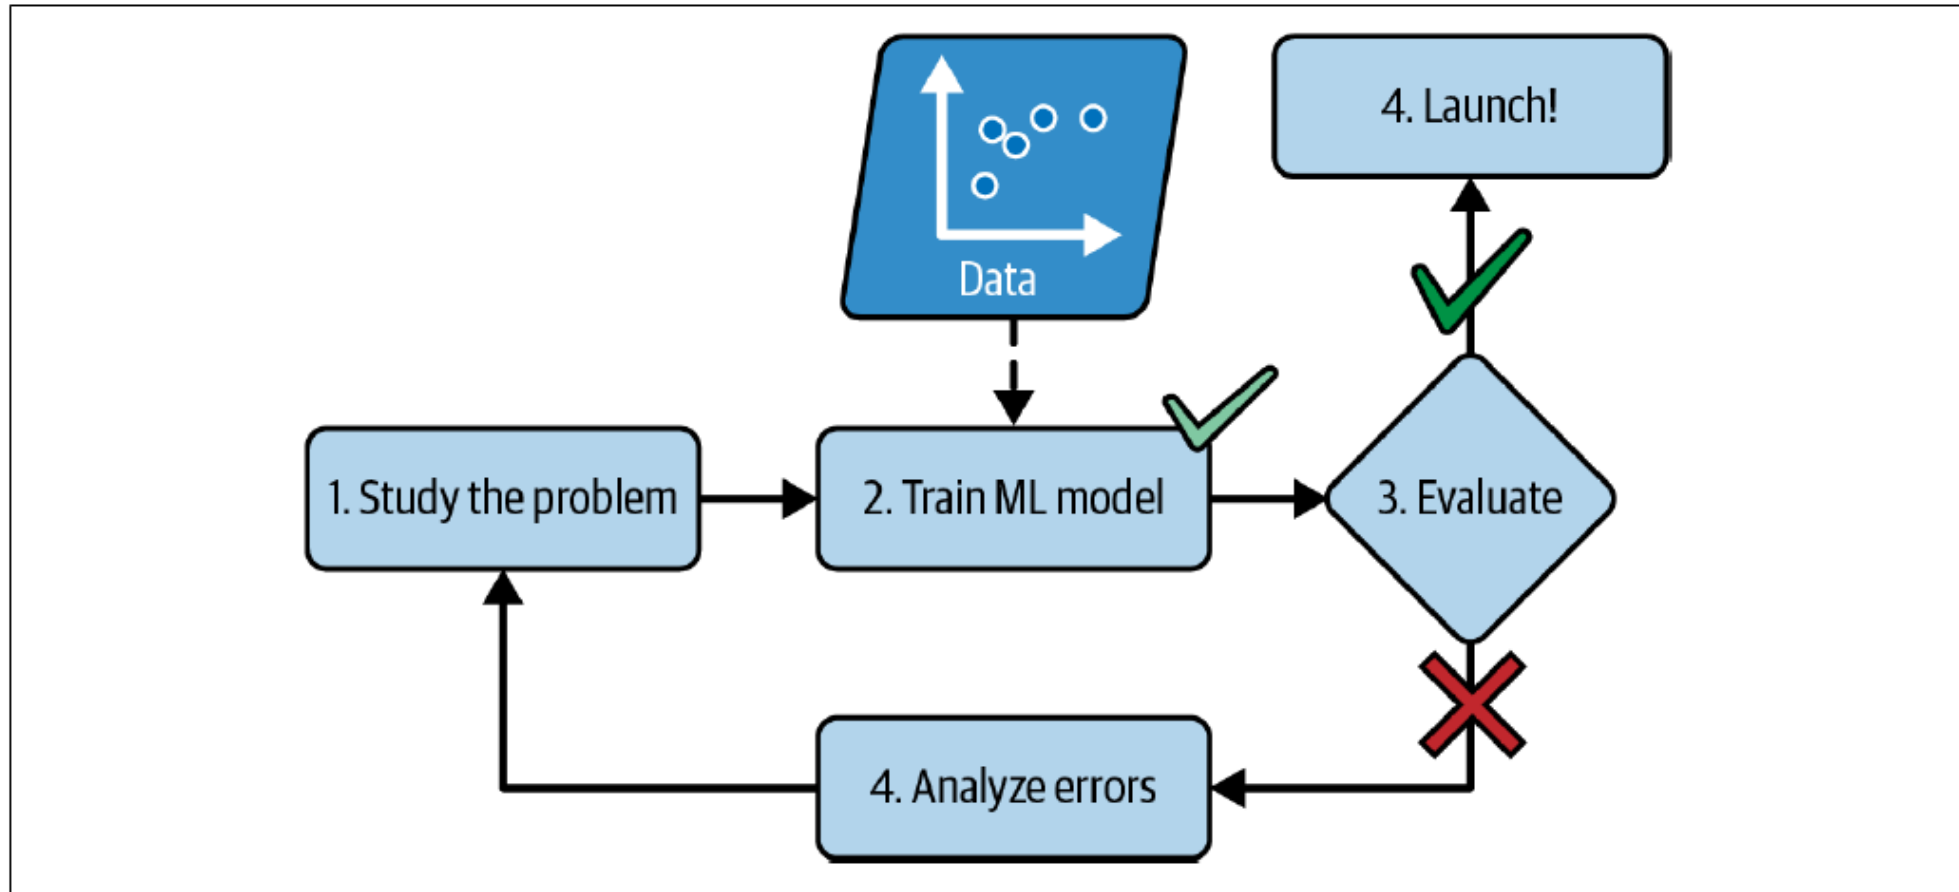 Data
4. Launch!
1. Study the problem
2. Train ML model
3. Evaluate
4. Analyze errors